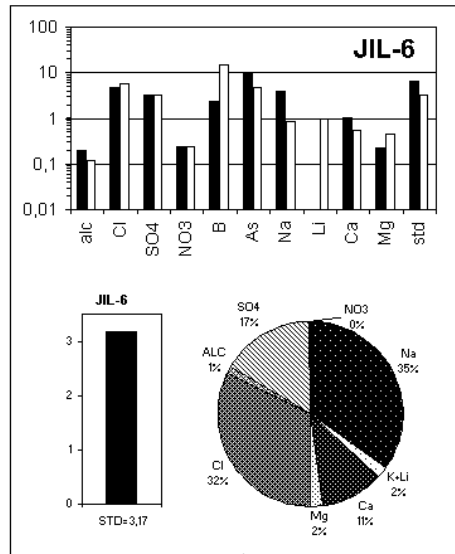 JIL-6
100
10
1
0,1
0,01
alc
Cl
SO4
NO3
B
As
Na
Li
Ca
Mg
std
JIL-6
3
2
1
0
STD=3,17
SO4
17%
NO3
0%
ALC
1%
Na
35%
Cl
32%
K+Li
2%
Mg
2%
Ca
11%